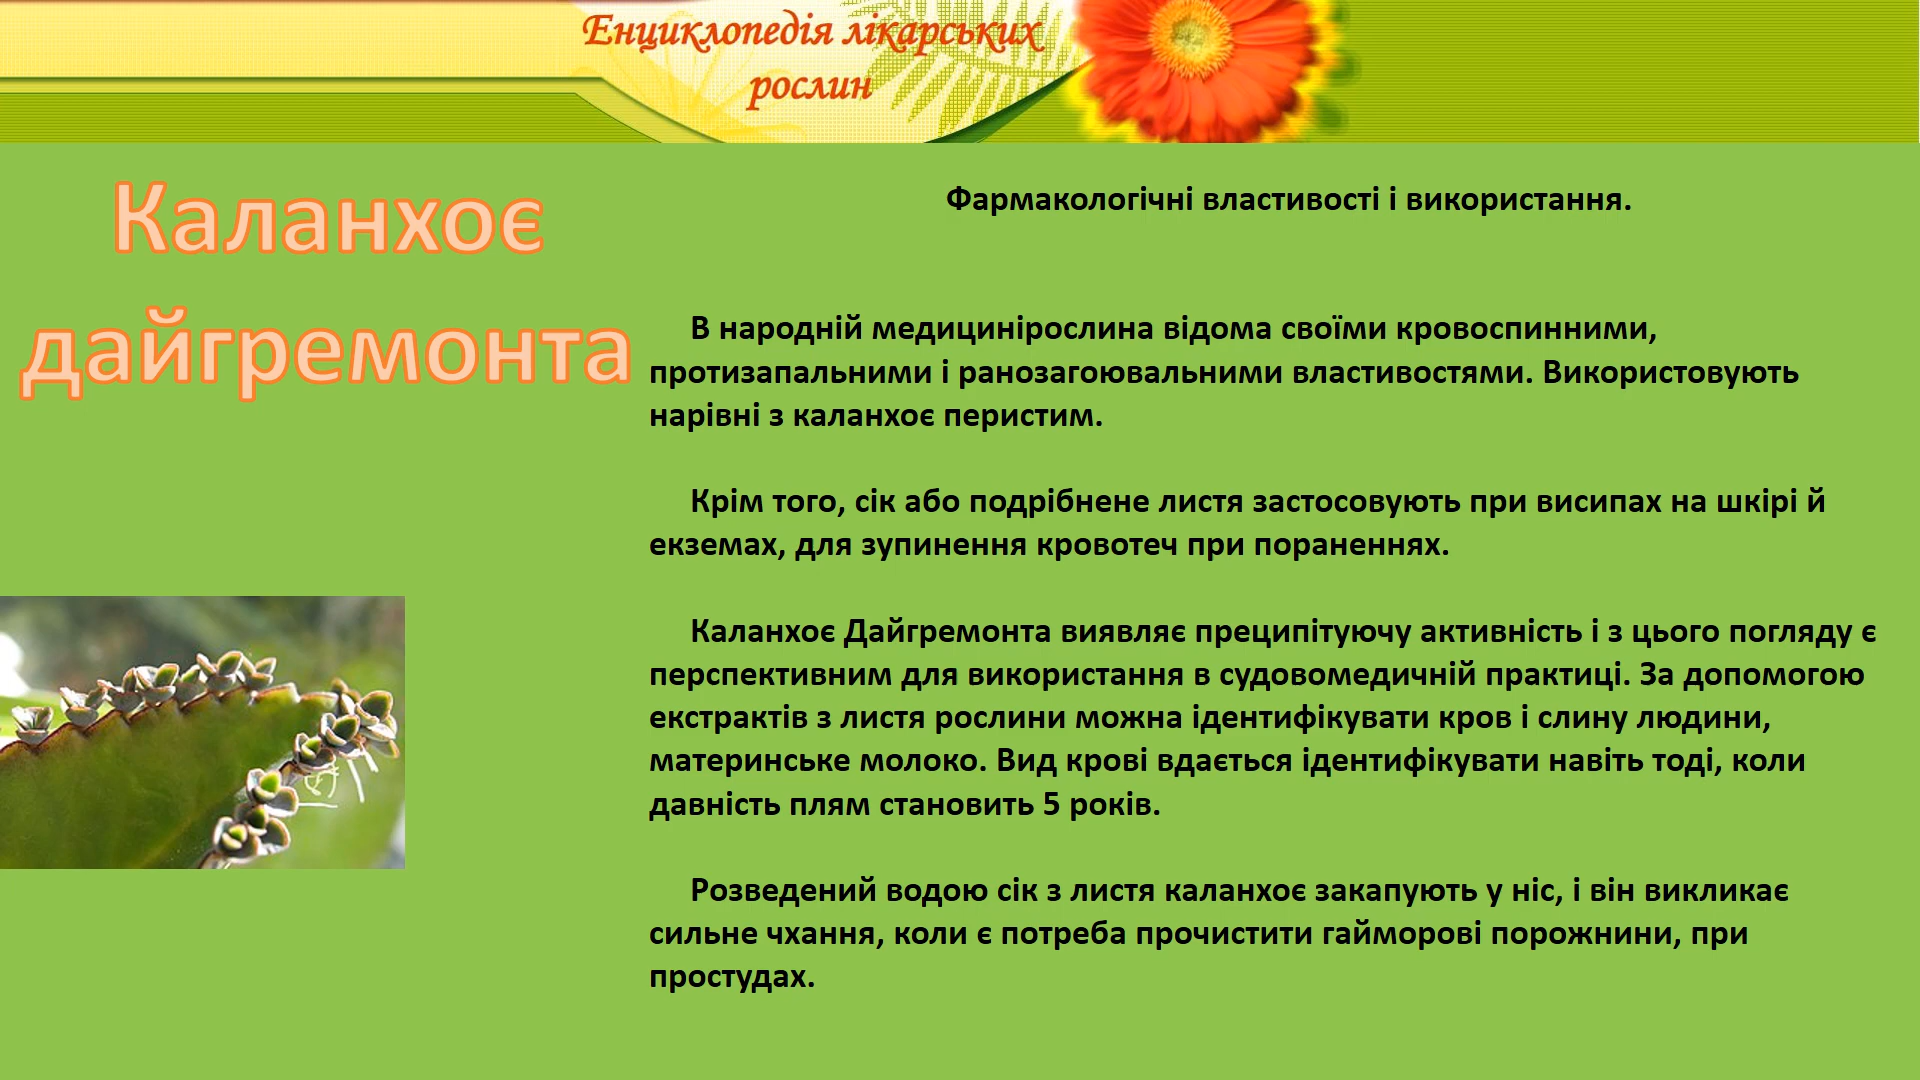 Енциклопедія лікарських
рослин
Каланхоє
дайгремонта
Фармакологічні властивості і використання.
В народній медицинірослина відома своїми кровоспинними,
протизапальними і ранозагоювальними властивостями. Використовують
нарівні з каланхоє перистим.
Крім того, сік або подрібнене листя застосовують при висипах на шкірі й
екземах, для зупинення кровотеч при пораненнях.
Каланхоє Дайгремонта виявляє преципітуючу активність і з цього погляду є
перспективним для використання в судовомедичній практиці. За допомогою
екстрактів з листя рослини можна ідентифікувати кров і слину людини,
материнське молоко. Вид крові вдається ідентифікувати навіть тоді, коли
давність плям становить 5 років.
Розведений водою сік з листя каланхоє закапують у ніс, і він викликає
сильне чхання, коли є потреба прочистити гайморові порожнини, при
простудах.